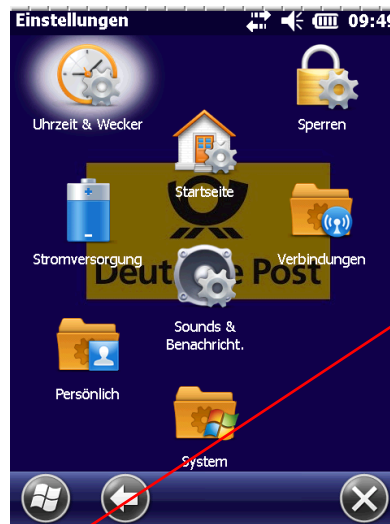 Einstellungen 09:49
Uhrzeit & Wecker
Sperren
Startseite
Stromversorgung
Verbindungen
Deutsche Post
Sounds &
Benachricht.
Persönlich
System